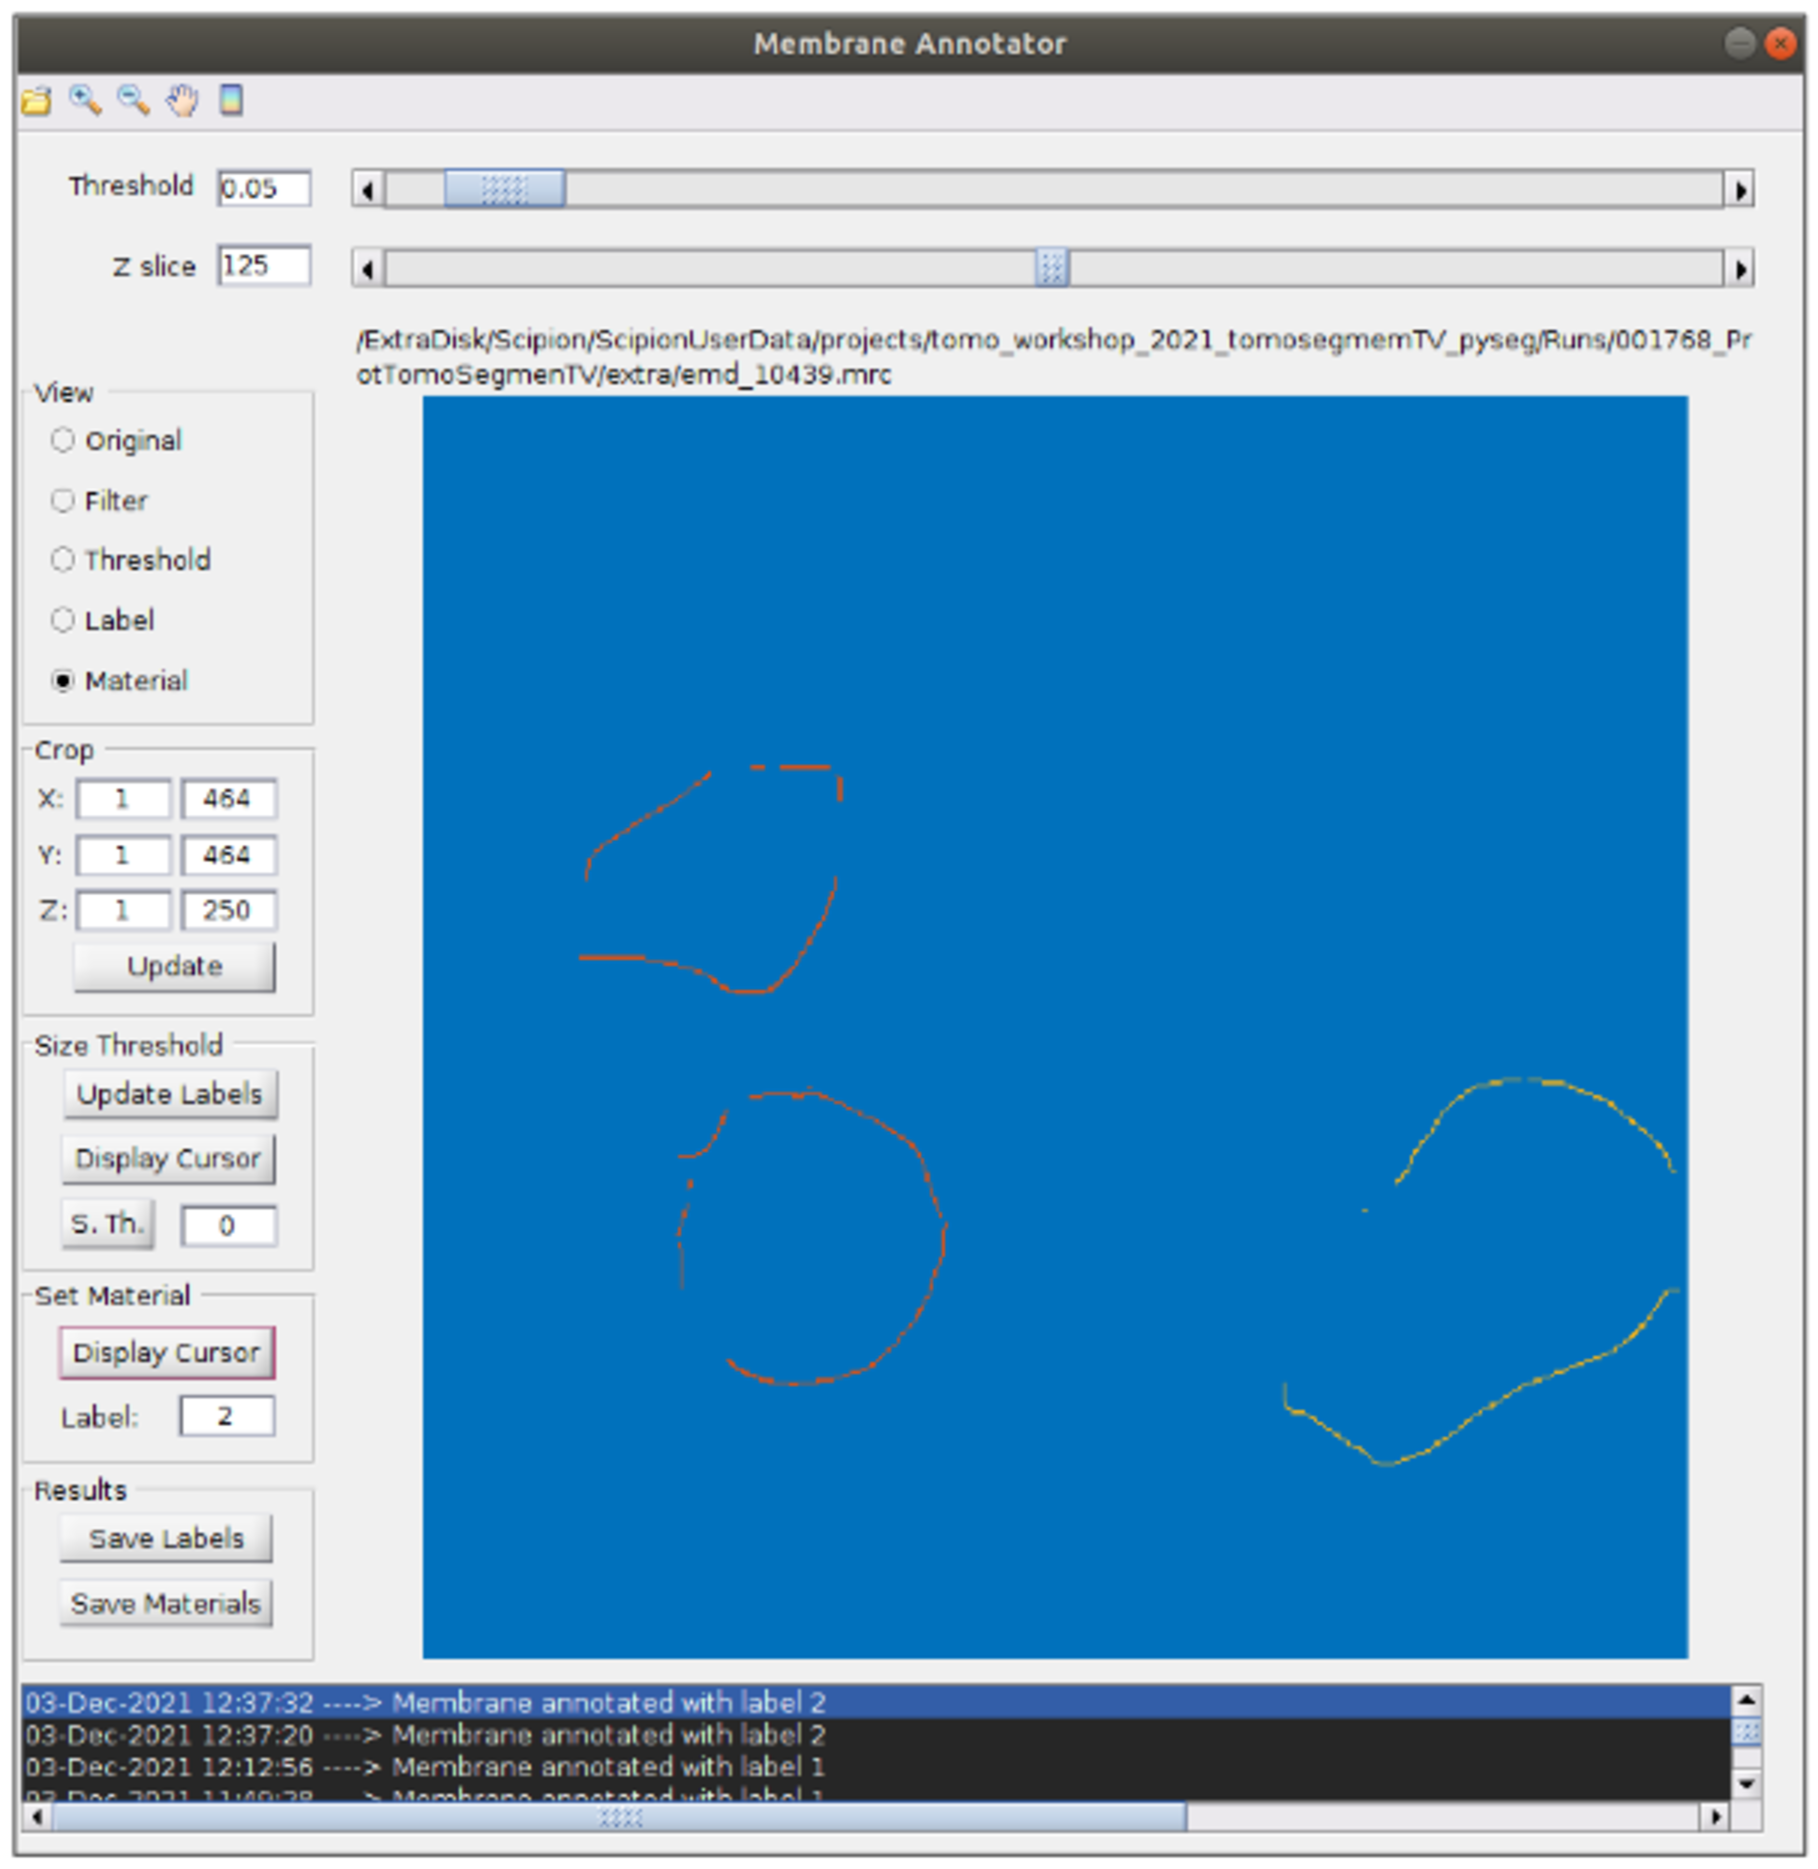 Membrane Annotator
Threshold 0.05
Z slice 125
/ExtraDisk/Scipion/ScipionUserData/projects/tomo_workshop_2021_tomosegmemTV_pyseg/Runs/001768_Pr
otTomoSegmenTV/extra/emd_10439.mrc
View
Original
Filter
Threshold
Label
Material
Crop
X: 1 464
Y: 1 464
Z: 1 250
Update
Size Threshold
Update Labels
Display Cursor
S. Th. 0
Set Material
Display Cursor
Label: 2
Results
Save Labels
Save Materials
03-Dec-2021 12:37:32 ----> Membrane annotated with label 2
03-Dec-2021 12:37:20 ----> Membrane annotated with label 2
03-Dec-2021 12:12:56 ----> Membrane annotated with label 1